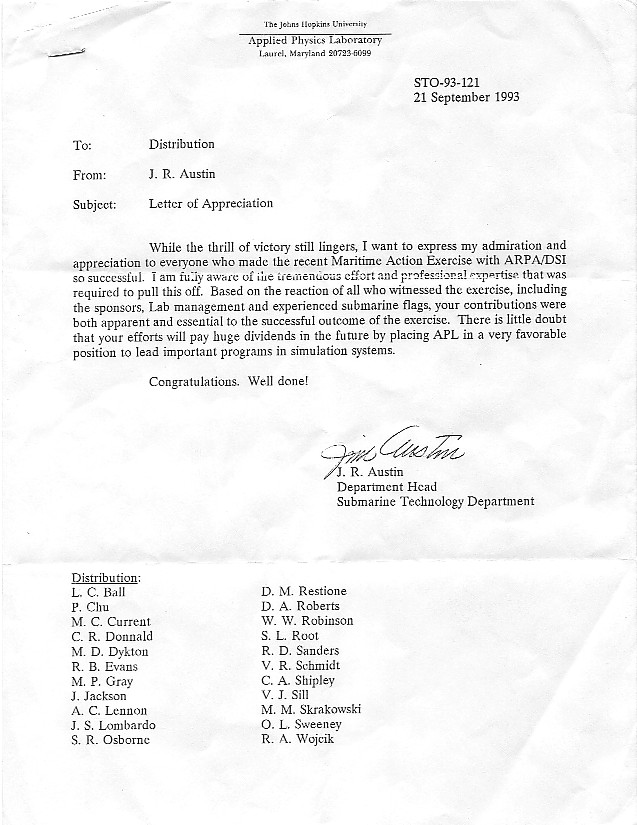 The Johns Hopkins University
Applied Physics Laboratory
Laurel, Maryland 20723-6099
STO-93-121
21 September 1993
To: Distribution
From: J. R. Austin
Subject: Letter of Appreciation
While the thrill of victory still lingers, I want to express my admiration and
appreciation to everyone who made the recent Maritime Action Exercise with ARPA/DSI
so successful. I am fully aware of the tremendous effort and professional expertise that was
required to pull this off. Based on the reaction of all who witnessed the exercise, including
the sponsors, Lab management and experienced submarine flags, your contributions were
both apparent and essential to the successful outcome of the exercise. There is little doubt
that your efforts will pay huge dividends in the future by placing APL in a very favorable
position to lead important programs in simulation systems.
Congratulations. Well done!
Jim Austin
J. R. Austin
Department Head
Submarine Technology Department
Distribution:
L. C. Ball
P. Chu
M. C. Current
C. R. Donnald
M. D. Dykton
R. B. Evans
M. P. Gray
J. Jackson
A. C. Lennon
J. S. Lombardo
S. R. Osborne
D. M. Restione
D. A. Roberts
W. W. Robinson
S. L. Root
R. D. Sanders
V. R. Schmidt
C. A. Shipley
V. J. Sill
M. M. Skrakowski
O. L. Sweeney
R. A. Wojcik